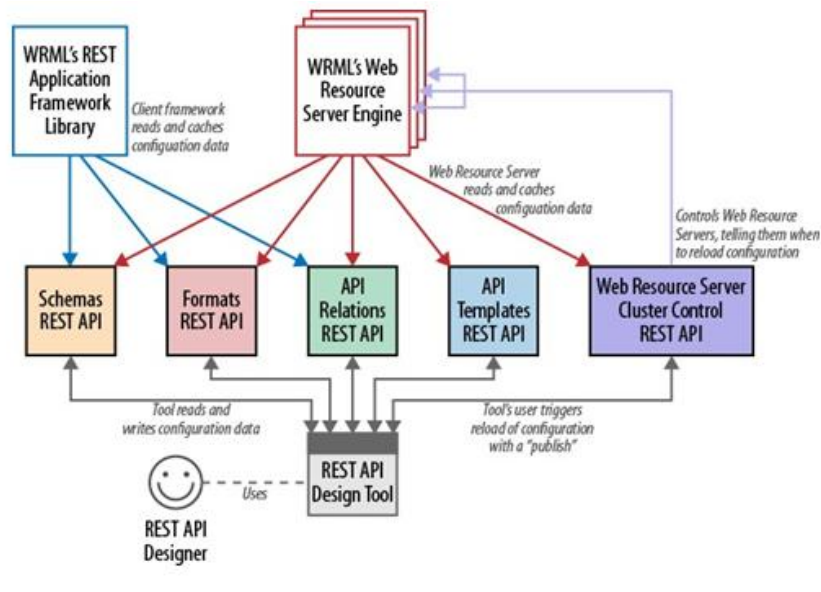 WRML's REST
Application
Framework
Library
Client framework
reads and caches
configuation data
WRML's Web
Resource
Server Engine
Web Resource Server
reads and caches
configuation data
Controls Web Resource
Servers, telling them when
to reload configuration
Schemas
REST API
Formats
REST API
API
Relations
REST API
API
Templates
REST API
Web Resource Server
Cluster Control
REST API
Tool reads and
writes configuration data
Tool's user triggers
reload of configuration
with a "publish"
REST API
Design Tool
Uses
REST API
Designer